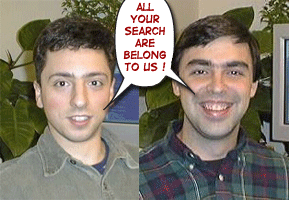 ALL
YOUR
SEARCH
ARE
BELONG
TO US !